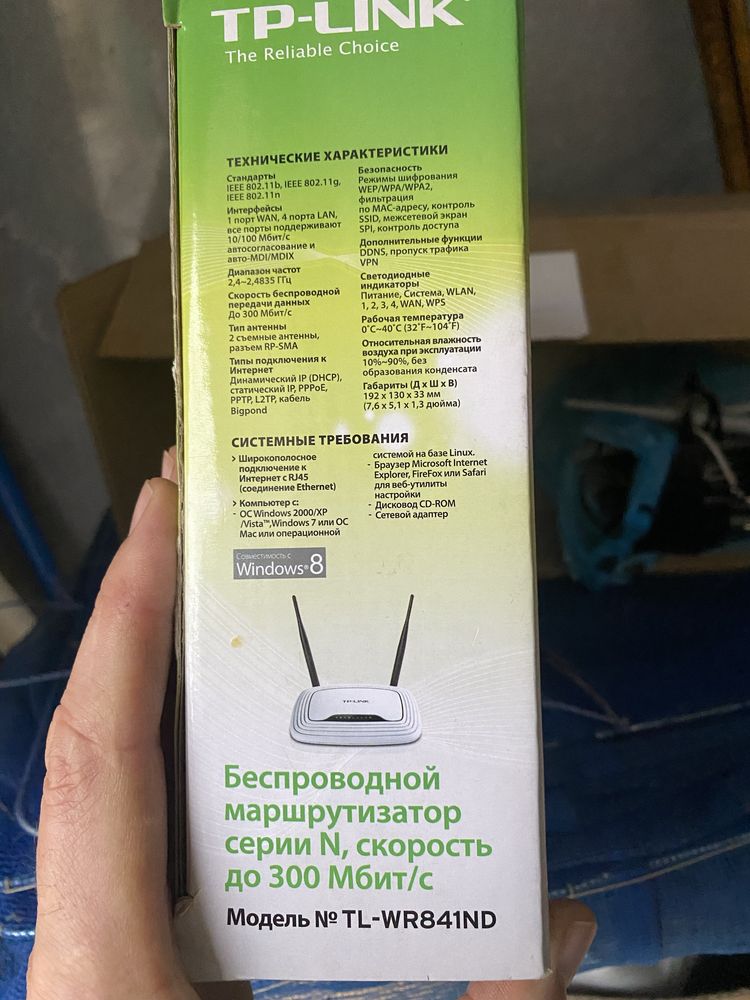 TP-LINK
The Reliable Choice
ТЕХНИЧЕСКИЕ ХАРАКТЕРИСТИКИ
Стандарты
IEEE 802.11b, IEEE 802.11g,
IEEE 802.11n
Интерфейсы
1 порт WAN, 4 порта LAN,
все порты поддерживают
10/100 Мбит/с
автосогласование и
авто-MDI/MDIX
Диапазон частот
2,4~2,4835 ГГц
Скорость беспроводной
передачи данных
До 300 Мбит/с
Тип антенны
2 съемные антенны,
разъем RP-SMA
Типы подключения к
Интернет
Динамический IP (DHCP),
статический IP, PPPoE,
PPTP, L2TP, кабель
Bigpond
Безопасность
Режимы шифрования
WEP/WPA/WPA2,
фильтрация
по MAC-адресу, контроль
SSID, межсетевой экран
SPI, контроль доступа
Дополнительные функции
DDNS, пропуск трафика
VPN
Светодиодные
индикаторы
Питание, Система, WLAN,
1, 2, 3, 4, WAN, WPS
Рабочая температура
0˚C~40˚C (32˚F~104˚F)
Относительная влажность
воздуха при эксплуатации
10%~90%, без
образования конденсата
Габариты (Д x Ш x В)
192 x 130 x 33 мм
(7,6 x 5,1 x 1,3 дюйма)
СИСТЕМНЫЕ ТРЕБОВАНИЯ
› Широкополосное
подключение к
Интернет с RJ45
(соединение Ethernet)
› Компьютер с:
- ОС Windows 2000/XP
/Vista™,Windows 7 или ОС
Mac или операционной
системой на базе Linux.
- Браузер Microsoft Internet
Explorer, FireFox или Safari
для веб-утилиты
настройки
- Дисковод CD-ROM
- Сетевой адаптер
Совместимость с
Windows®8
TP-LINK
Беспроводной
маршрутизатор
серии N, скорость
до 300 Мбит/с
Модель № TL-WR841ND